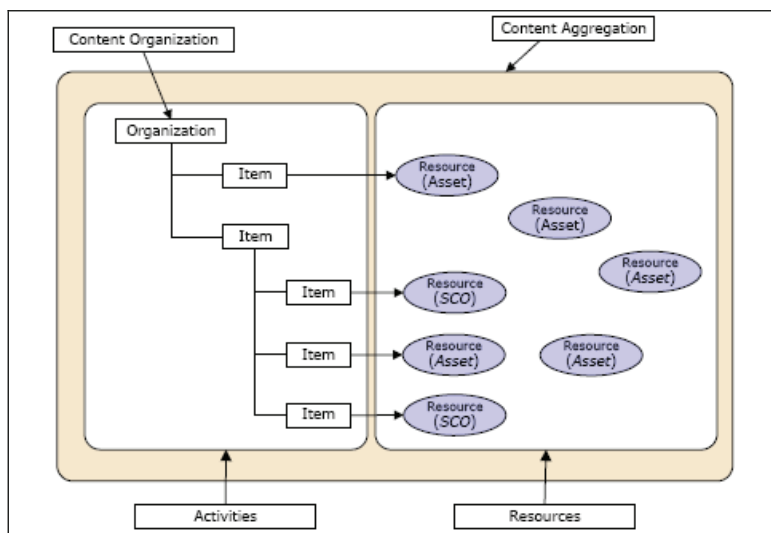 Content Organization
Content Aggregation
Organization
Item
Resource
(Asset)
Resource
(Asset)
Item
Resource
(Asset)
Item
Resource
(SCO)
Item
Resource
(Asset)
Resource
(Asset)
Item
Resource
(SCO)
Activities
Resources